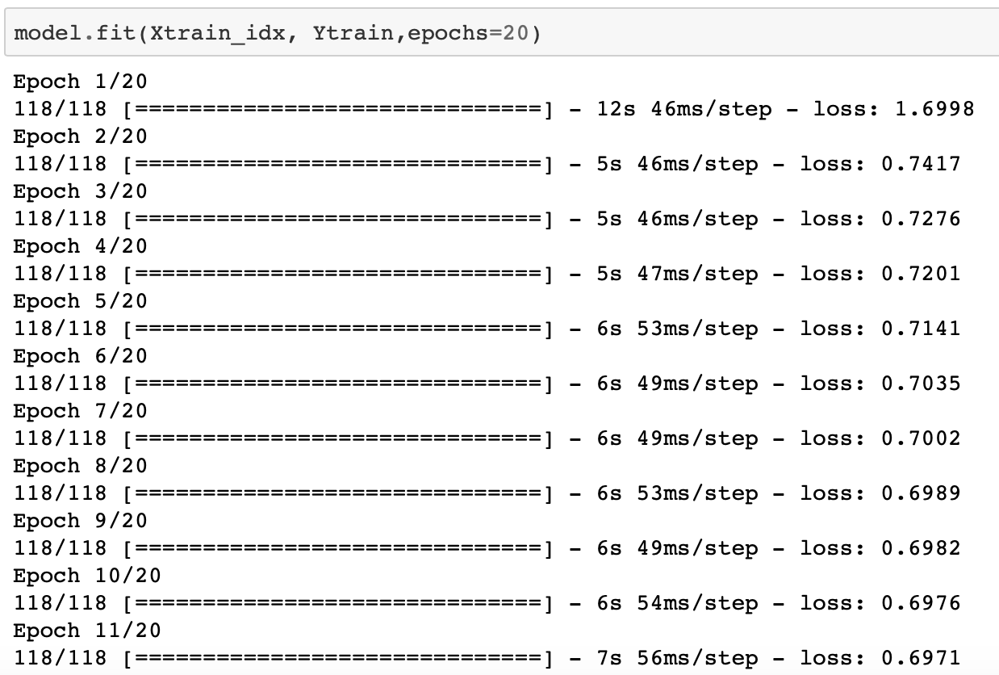 model.fit(Xtrain_idx, Ytrain,epochs=20)
Epoch 1/20
118/118 [==============================] - 12s 46ms/step - loss: 1.6998
Epoch 2/20
118/118 [==============================] - 5s 46ms/step - loss: 0.7417
Epoch 3/20
118/118 [==============================] - 5s 46ms/step - loss: 0.7276
Epoch 4/20
118/118 [==============================] - 5s 47ms/step - loss: 0.7201
Epoch 5/20
118/118 [==============================] - 6s 53ms/step - loss: 0.7141
Epoch 6/20
118/118 [==============================] - 6s 49ms/step - loss: 0.7035
Epoch 7/20
118/118 [==============================] - 6s 49ms/step - loss: 0.7002
Epoch 8/20
118/118 [==============================] - 6s 53ms/step - loss: 0.6989
Epoch 9/20
118/118 [==============================] - 6s 49ms/step - loss: 0.6982
Epoch 10/20
118/118 [==============================] - 6s 54ms/step - loss: 0.6976
Epoch 11/20
118/118 [==============================] - 7s 56ms/step - loss: 0.6971